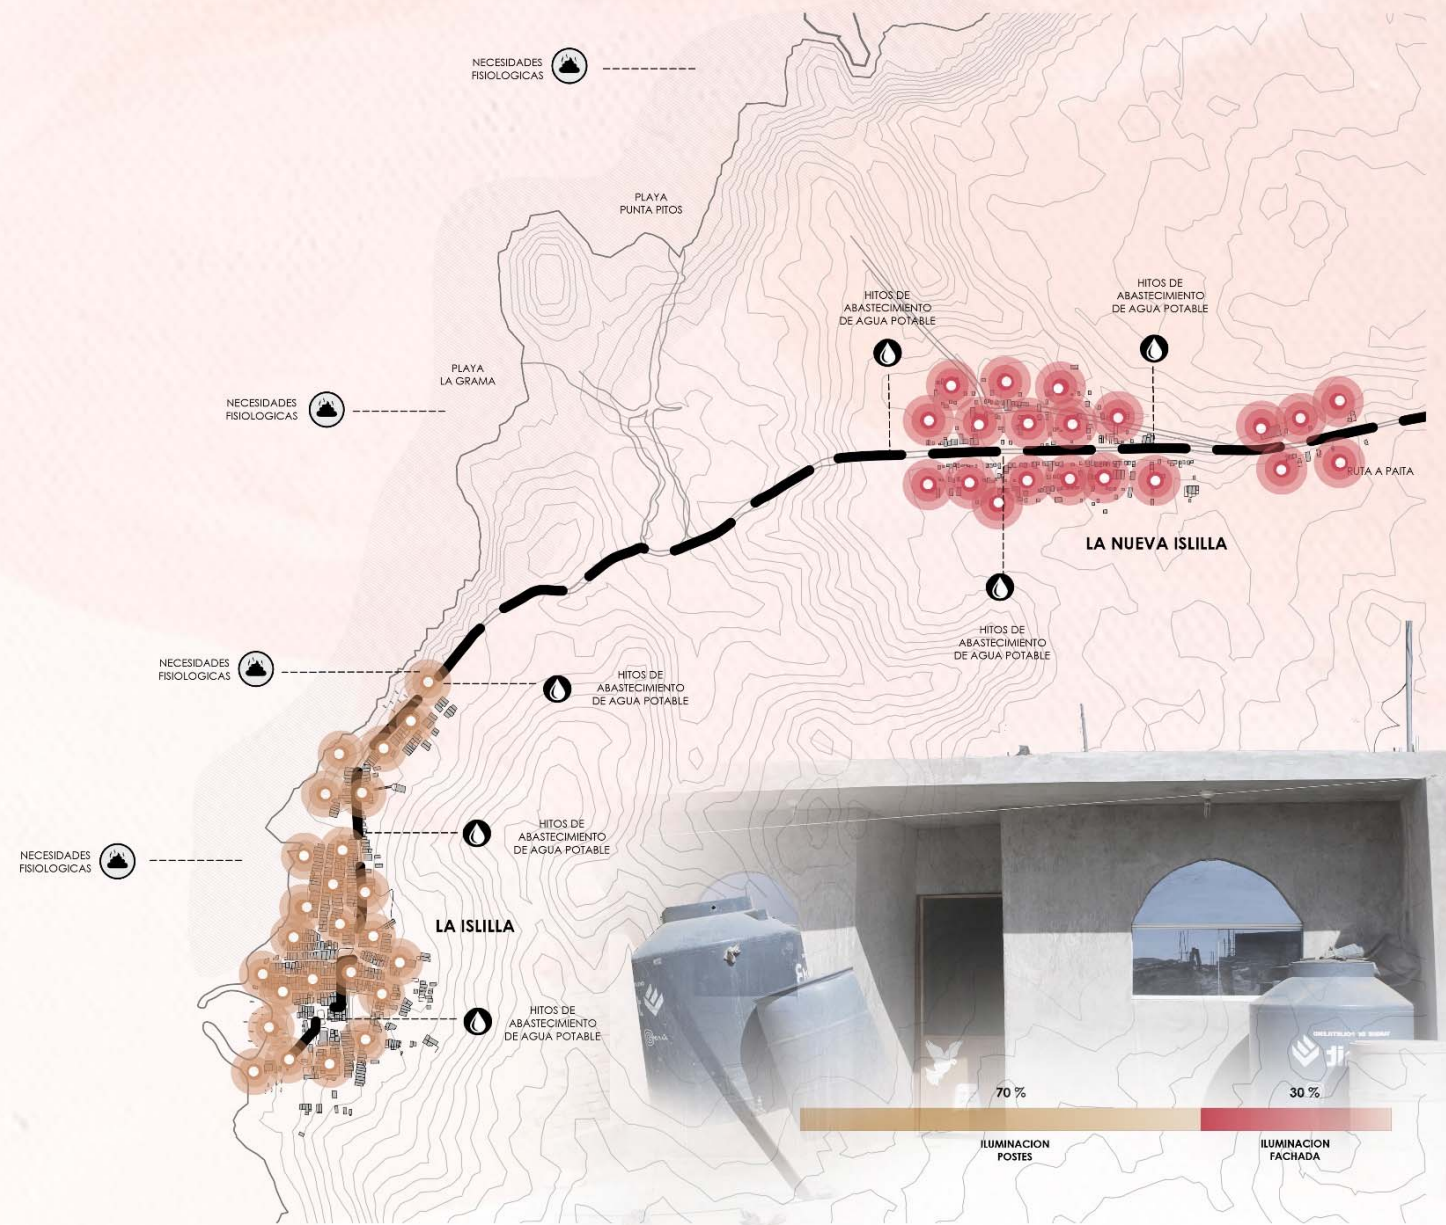 NECESIDADES
FISIOLOGICAS
PLAYA
PUNTA PITOS
HITOS DE
ABASTECIMIENTO
DE AGUA POTABLE
HITOS DE
ABASTECIMIENTO
DE AGUA POTABLE
PLAYA
LA GRAMA
NECESIDADES
FISIOLOGICAS
RUTA A PAITA
LA NUEVA ISLILLA
HITOS DE
ABASTECIMIENTO
DE AGUA POTABLE
NECESIDADES
FISIOLOGICAS
HITOS DE
ABASTECIMIENTO
DE AGUA POTABLE
HITOS DE
ABASTECIMIENTO
DE AGUA POTABLE
NECESIDADES
FISIOLOGICAS
LA ISLILLA
HITOS DE
ABASTECIMIENTO
DE AGUA POTABLE
70 %
30 %
ILUMINACION
POSTES
ILUMINACION
FACHADA